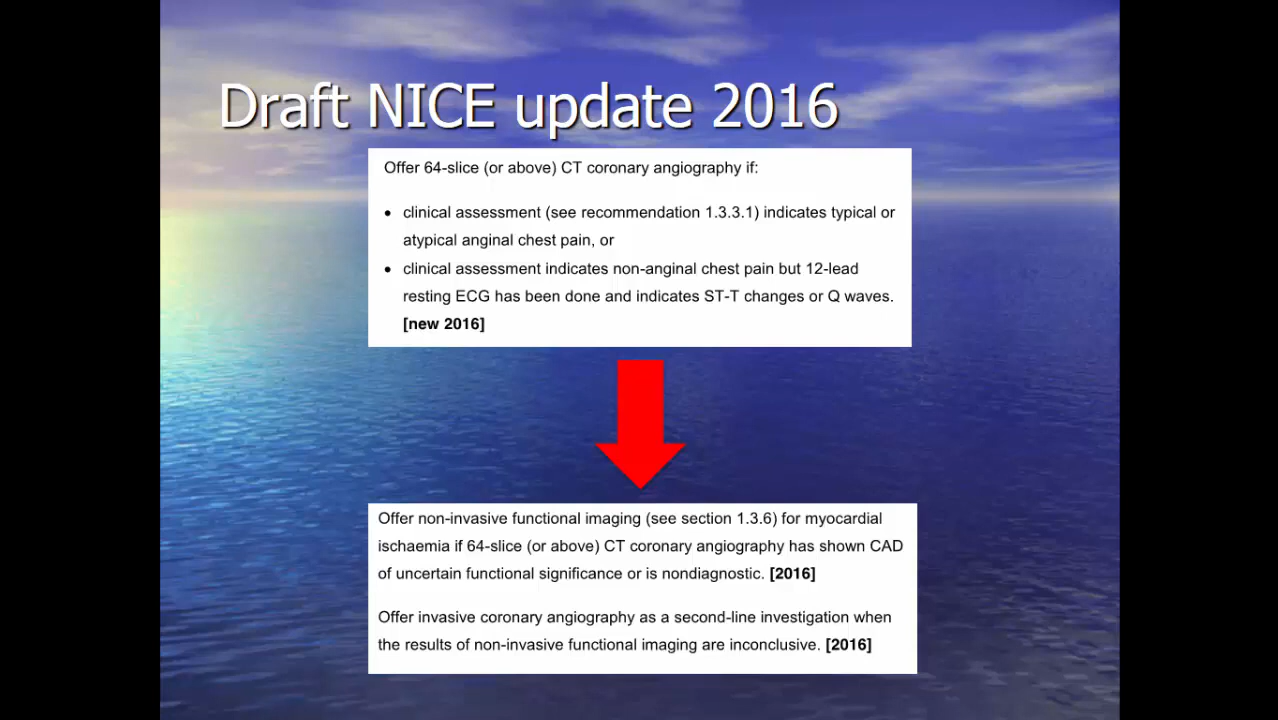 Draft NICE update 2016
Offer 64-slice (or above) CT coronary angiography if:
• clinical assessment (see recommendation 1.3.3.1) indicates typical or
atypical anginal chest pain, or
• clinical assessment indicates non-anginal chest pain but 12-lead
resting ECG has been done and indicates ST-T changes or Q waves.
[new 2016]
Offer non-invasive functional imaging (see section 1.3.6) for myocardial
ischaemia if 64-slice (or above) CT coronary angiography has shown CAD
of uncertain functional significance or is nondiagnostic. [2016]
Offer invasive coronary angiography as a second-line investigation when
the results of non-invasive functional imaging are inconclusive. [2016]